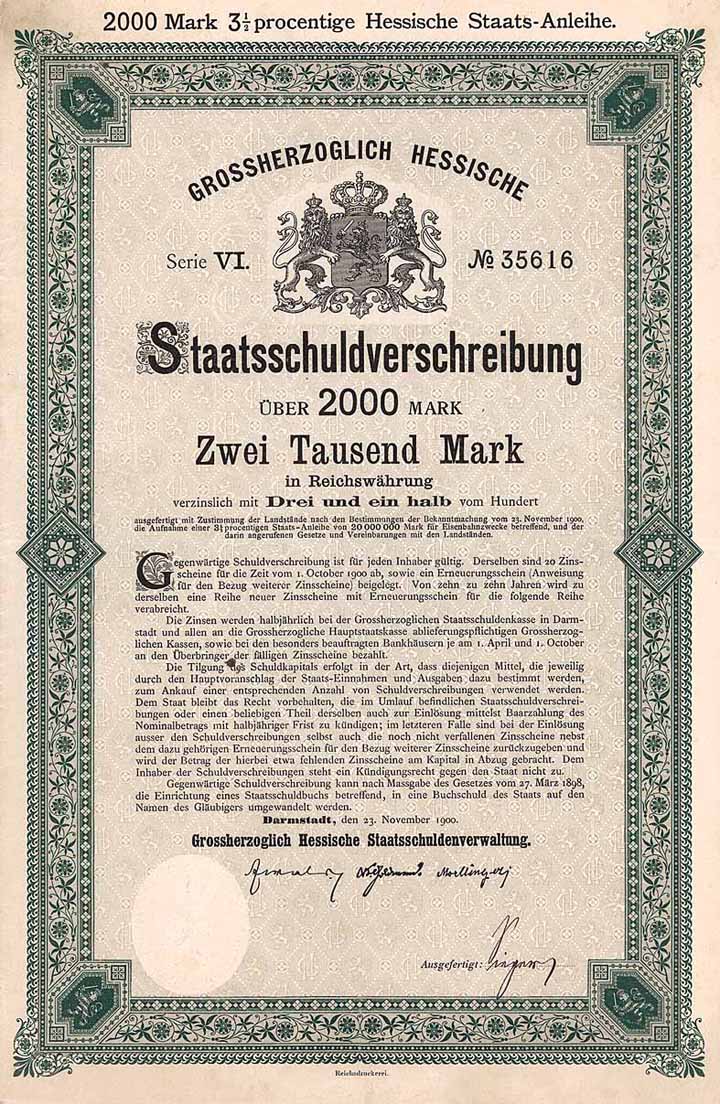 2000 Mark 3½procentige Hessische Staats-Anleihe.
GROSSHERZOGLICH HESSISCHE
Serie VI. № 35616
Staatsschuldverschreibung
ÜBER 2000 MARK
Zwei Tausend Mark
in Reichswährung
verzinslich mit Drei und ein halb vom Hundert
ausgefertigt mit Zustimmung der Landstände nach den Bestimmungen der Bekanntmachung vom 23. November 1900,
die Aufnahme einer 3½procentigen Staats-Anleihe von 20 000 000 Mark für Eisenbahnzwecke betreffend, und der
darin angerufenen Gesetze und Vereinbarungen mit den Landständen.
Gegenwärtige Schuldverschreibung ist für jeden Inhaber gültig. Derselben sind 20 Zins-
scheine für die Zeit vom 1. October 1900 ab, sowie ein Erneuerungsschein (Anweisung
für den Bezug weiterer Zinsscheine) beigelegt. Von zehn zu zehn Jahren wird zu
derselben eine Reihe neuer Zinsscheine mit Erneuerungsschein für die folgende Reihe
verabreicht.
Die Zinsen werden halbjährlich bei der Grossherzoglichen Staatsschuldenkasse in Darm-
stadt und allen an die Grossherzogliche Hauptstaatskasse ablieferungspflichtigen Grossherzog-
lichen Kassen, sowie bei den besonders beauftragten Bankhäusern je am 1. April und 1. October
an den Überbringer der fälligen Zinsscheine bezahlt.
Die Tilgung des Schuldkapitals erfolgt in der Art, dass diejenigen Mittel, die jeweilig
durch den Hauptvoranschlag der Staats-Einnahmen und Ausgaben dazu bestimmt werden,
zum Ankauf einer entsprechenden Anzahl von Schuldverschreibungen verwendet werden.
Dem Staat bleibt das Recht vorbehalten, die im Umlauf befindlichen Staatsschuldverschrei-
bungen oder einen beliebigen Theil derselben auch zur Einlösung mittelst Baarzahlung des
Nominalbetrags mit halbjähriger Frist zu kündigen; im letzteren Falle sind bei der Einlösung
ausser den Schuldverschreibungen selbst auch die noch nicht verfallenen Zinsscheine nebst
dem dazu gehörigen Erneuerungsschein für den Bezug weiterer Zinsscheine zurückzugeben und
wird der Betrag der hierbei etwa fehlenden Zinsscheine am Kapital in Abzug gebracht. Dem
Inhaber der Schuldverschreibungen steht ein Kündigungsrecht gegen den Staat nicht zu.
Gegenwärtige Schuldverschreibung kann nach Massgabe des Gesetzes vom 27. März 1898,
die Einrichtung eines Staatsschuldbuchs betreffend, in eine Buchschuld des Staats auf den
Namen des Gläubigers umgewandelt werden.
Darmstadt, den 23. November 1900.
Grossherzoglich Hessische Staatsschuldenverwaltung.
Ausgefertigt:
Reichsdruckerei.